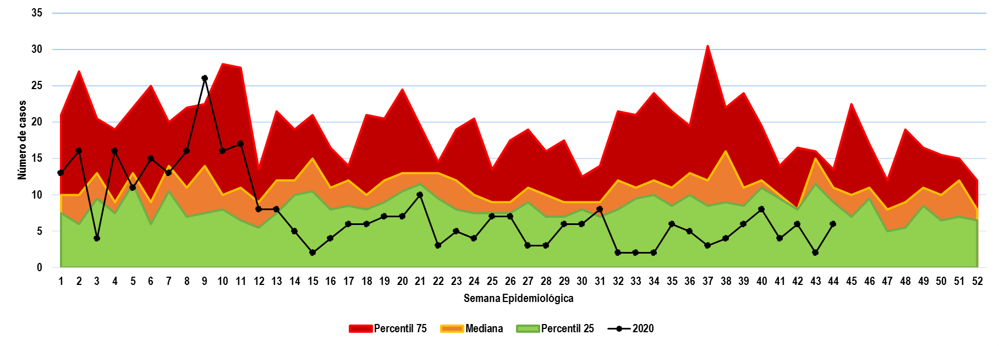 35
30
25
20
15
10
5
0
Número de casos
1 2 3 4 5 6 7 8 9 10 11 12 13 14 15 16 17 18 19 20 21 22 23 24 25 26 27 28 29 30 31 32 33 34 35 36 37 38 39 40 41 42 43 44 45 46 47 48 49 50 51 52
Semana Epidemiológica
Percentil 75 Mediana Percentil 25 2020